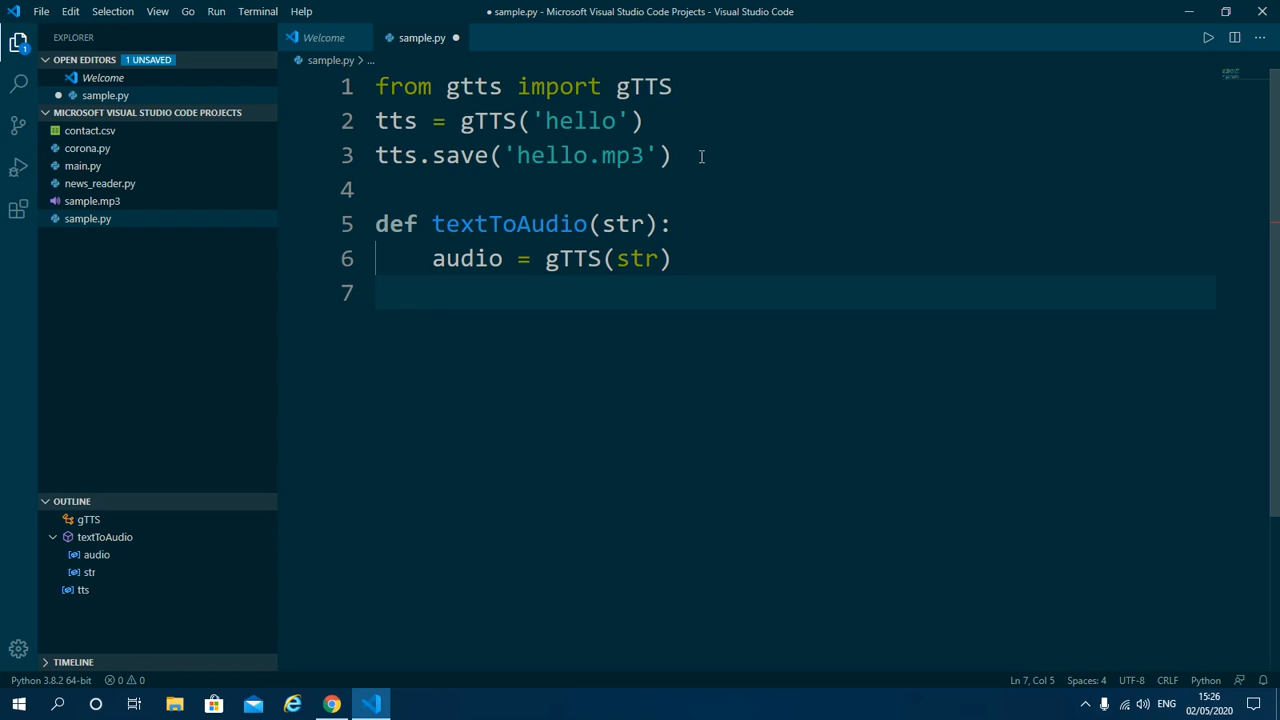 File Edit Selection View Go Run Terminal Help
● sample.py - Microsoft Visual Studio Code Projects - Visual Studio Code
EXPLORER
OPEN EDITORS 1 UNSAVED
Welcome
sample.py
MICROSOFT VISUAL STUDIO CODE PROJECTS
contact.csv
corona.py
main.py
news_reader.py
sample.mp3
sample.py
OUTLINE
gTTS
textToAudio
audio
str
tts
TIMELINE
1
Welcome
sample.py
sample.py > ...
1 from gtts import gTTS
2 tts = gTTS('hello')
3 tts.save('hello.mp3')
4
5 def textToAudio(str):
6 audio = gTTS(str)
7
Python 3.8.2 64-bit 0 0 Ln 7, Col 5 Spaces: 4 UTF-8 CRLF Python
ENG 15:26
02/05/2020